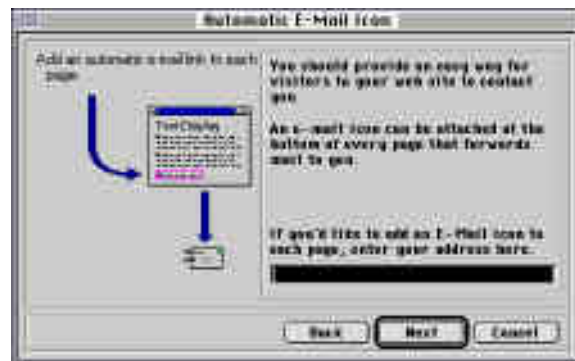 Automatic E-Mail Icon
Add an automatic e-mail link to each
page
You should provide an easy way for
visitors to your web site to contact
you
An e-mail icon can be attached at the
bottom of every page that forwards
mail to you.
If you'd like to add an E-Mail icon to
each page, enter your address here.
Back
Next
Cancel